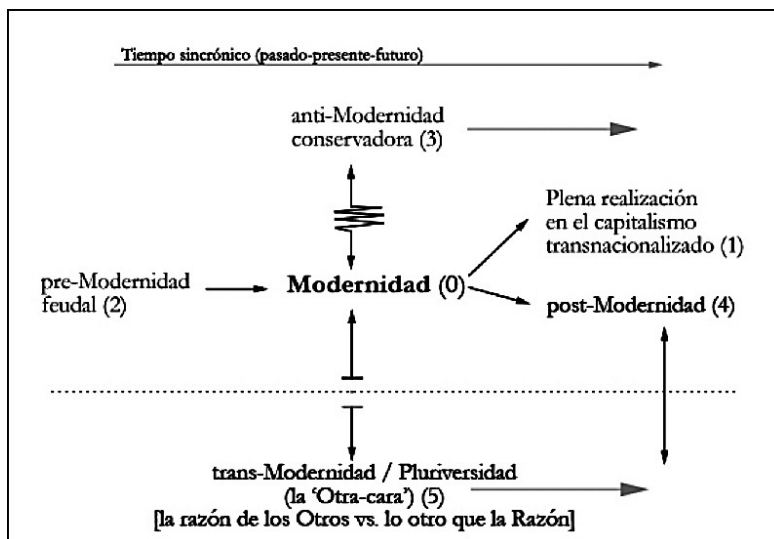 Tiempo sincrónico (pasado-presente-futuro)
anti-Modernidad
conservadora (3)
Plena realización
en el capitalismo
transnacionalizado (1)
pre-Modernidad
feudal (2)
Modernidad (0)
post-Modernidad (4)
trans-Modernidad / Pluriversidad
(la ‘Otra-cara’) (5)
[la razón de los Otros vs. lo otro que la Razón]